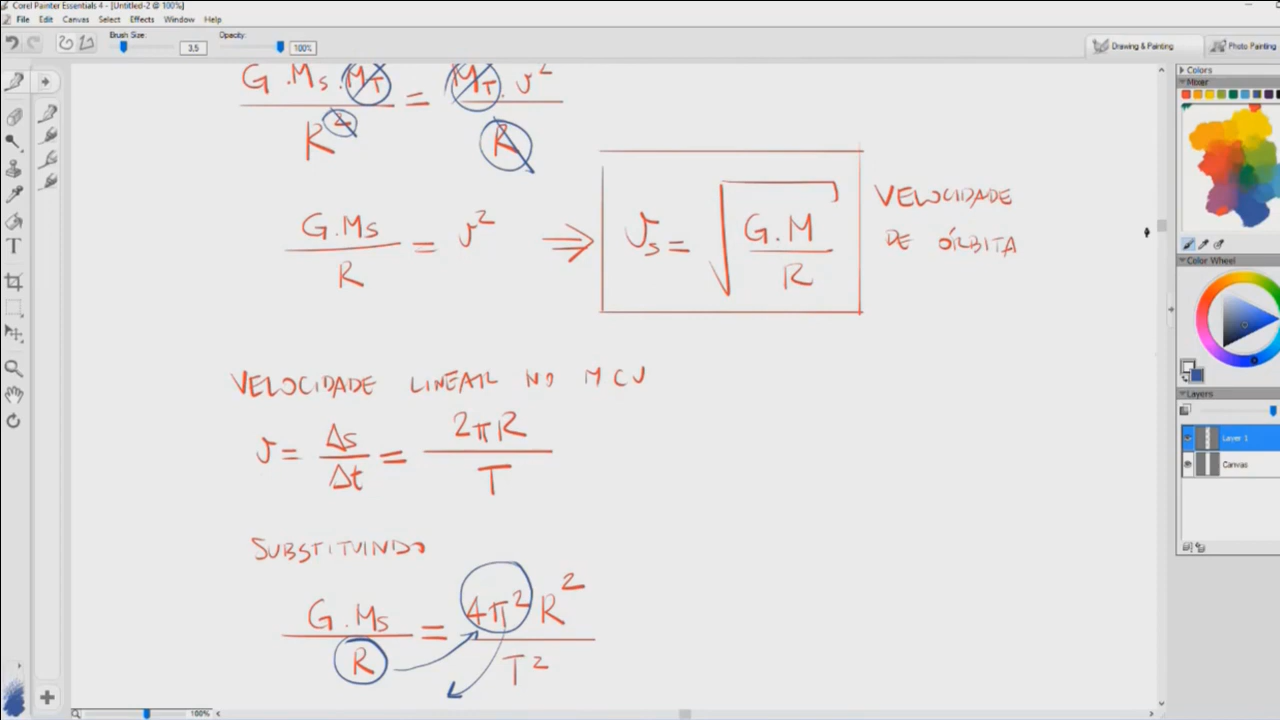 Corel Painter Essentials 4 - [Untitled-2 @ 100%]
File Edit Canvas Select Effects Window Help
Brush Size: 3.5 Opacity: 100%
Drawing & Painting Photo Painting
Colors
Mixer
Color Wheel
Layers
Layer 1
Canvas
G.Ms.MT / R² = MT.v² / R
G.Ms / R = v² ⇒ vs = √(G.M / R) VELOCIDADE
DE ÓRBITA
VELOCIDADE LINEAR NO MCU
v = Δs / Δt = 2πR / T
SUBSTITUINDO
G.Ms / R = 4π² R² / T²
100%